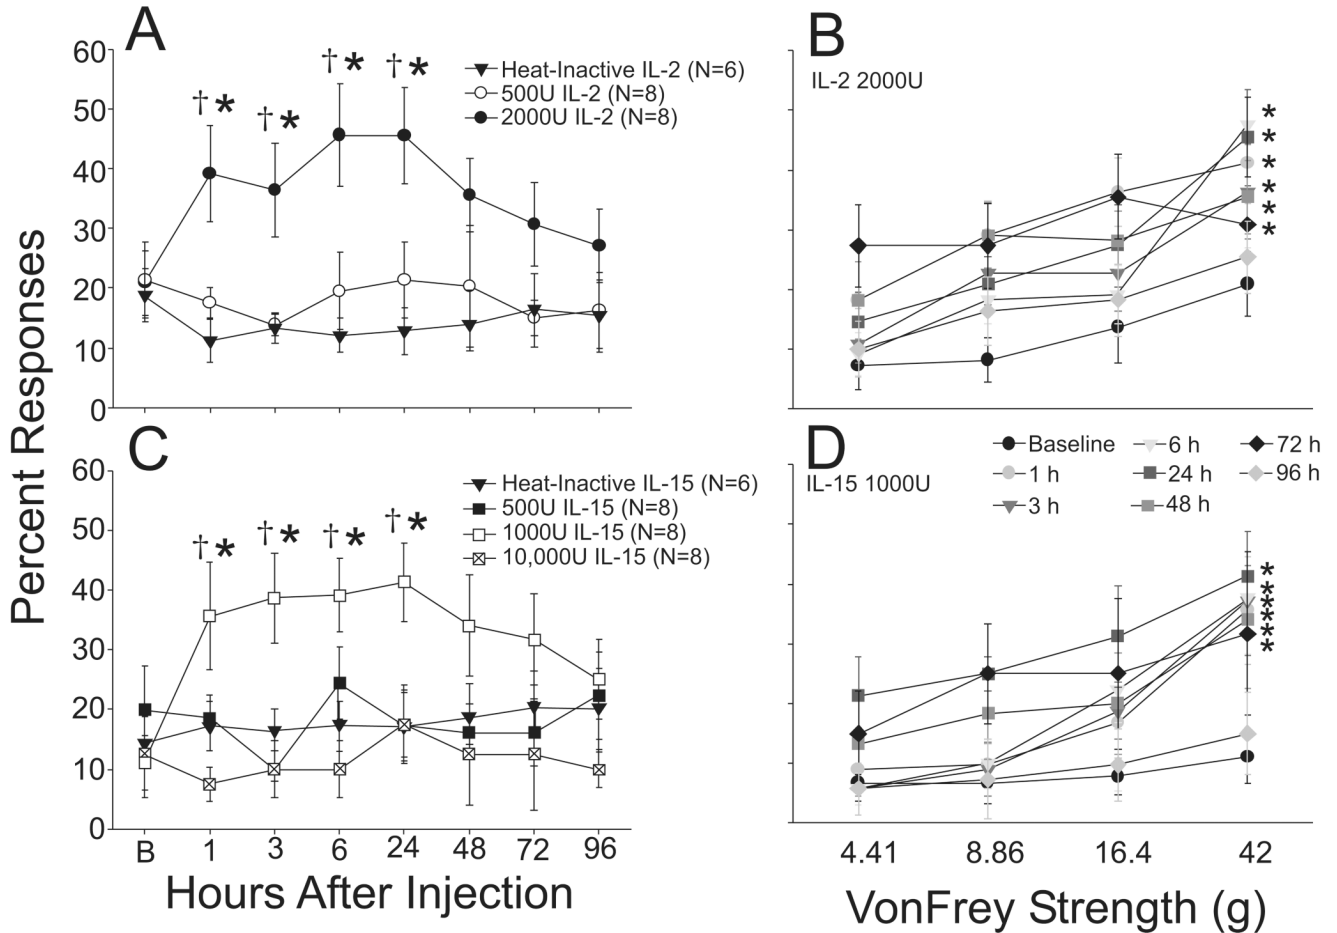 A
60
50
40
30
20
10
0
†*
†*
†*
†*
Heat-Inactive IL-2 (N=6)
500U IL-2 (N=8)
2000U IL-2 (N=8)
B
IL-2 2000U
*
*
*
*
*
*
Percent Responses
C
60
50
40
30
20
10
0
†*
†*
†*
†*
Heat-Inactive IL-15 (N=6)
500U IL-15 (N=8)
1000U IL-15 (N=8)
10,000U IL-15 (N=8)
B 1 3 6 24 48 72 96
Hours After Injection
D
IL-15 1000U
Baseline 6 h 72 h
1 h 24 h 96 h
3 h 48 h
*
*
*
*
*
*
4.41 8.86 16.4 42
VonFrey Strength (g)